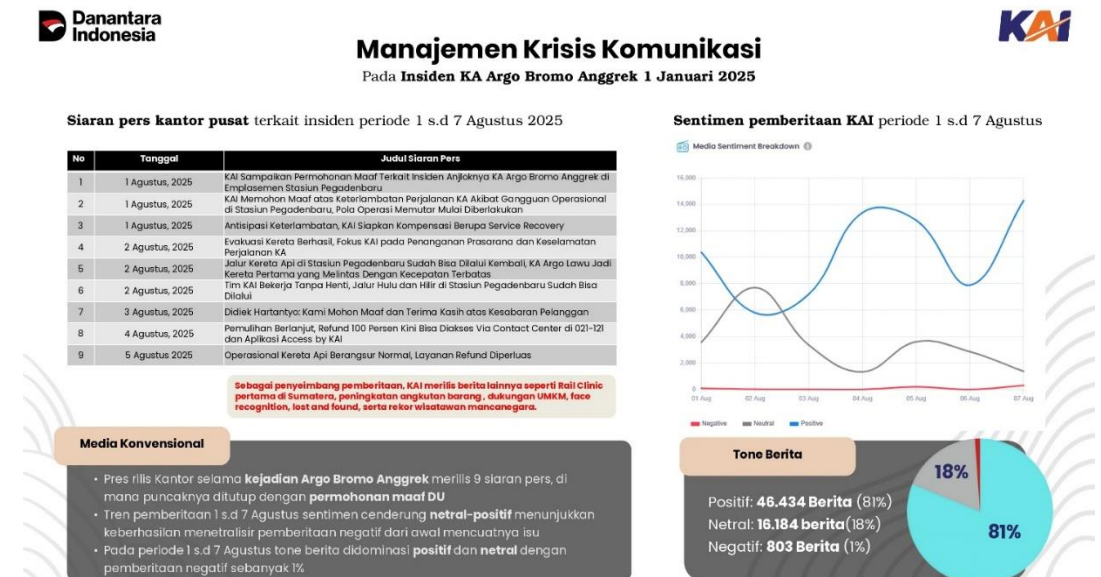 Danantara
Indonesia
KAI
Manajemen Krisis Komunikasi
Pada Insiden KA Argo Bromo Anggrek 1 Januari 2025
Siaran pers kantor pusat terkait insiden periode 1 s.d 7 Agustus 2025
No Tanggal Judul Siaran Pers
1 1 Agustus, 2025 KAI Sampaikan Permohonan Maaf Terkait Insiden Anjloknya KA Argo Bromo Anggrek di
Emplasemen Stasiun Pegadenbaru
2 1 Agustus, 2025 KAI Memohon Maaf atas Keterlambatan Perjalanan KA Akibat Gangguan Operasional
di Stasiun Pegadenbaru, Pola Operasi Memutar Mulai Diberlakukan
3 1 Agustus, 2025 Antisipasi Keterlambatan, KAI Siapkan Kompensasi Berupa Service Recovery
4 2 Agustus, 2025 Evakuasi Kereta Berhasil, Fokus KAI pada Penanganan Prasarana dan Keselamatan
Perjalanan KA
5 2 Agustus, 2025 Jalur Kereta Api di Stasiun Pegadenbaru Sudah Bisa Dilalui Kembali, KA Argo Lawu Jadi
Kereta Pertama yang Melintas Dengan Kecepatan Terbatas
6 2 Agustus, 2025 Tim KAI Bekerja Tanpa Henti, Jalur Hulu dan Hilir di Stasiun Pegadenbaru Sudah Bisa
Dilalui
7 3 Agustus, 2025 Didiek Hartantyo: Kami Mohon Maaf dan Terima Kasih atas Kesabaran Pelanggan
8 4 Agustus, 2025 Pemulihan Berlanjut, Refund 100 Persen Kini Bisa Diakses Via Contact Center di 021-121
dan Aplikasi Access by KAI
9 5 Agustus 2025 Operasional Kereta Api Berangsur Normal, Layanan Refund Diperluas
Sebagai penyeimbang pemberitaan, KAI merilis berita lainnya seperti Rail Clinic
pertama di Sumatera, peningkatan angkutan barang , dukungan UMKM, face
recognition, lost and found, serta rekor wisatawan mancanegara.
Sentimen pemberitaan KAI periode 1 s.d 7 Agustus
Media Sentiment Breakdown
16,000
14,000
12,000
10,000
8,000
6,000
4,000
2,000
0
01 Aug 02 Aug 03 Aug 04 Aug 05 Aug 06 Aug 07 Aug
Negative Neutral Positive
Media Konvensional
• Pres rilis Kantor selama kejadian Argo Bromo Anggrek merilis 9 siaran pers, di
mana puncaknya ditutup dengan permohonan maaf DU
• Tren pemberitaan 1 s.d 7 Agustus sentimen cenderung netral-positif menunjukkan
keberhasilan menetralisir pemberitaan negatif dari awal mencuatnya isu
• Pada periode 1 s.d 7 Agustus tone berita didominasi positif dan netral dengan
pemberitaan negatif sebanyak 1%
Tone Berita
Positif: 46.434 Berita (81%)
Netral: 16.184 berita(18%)
Negatif: 803 Berita (1%)
18%
81%